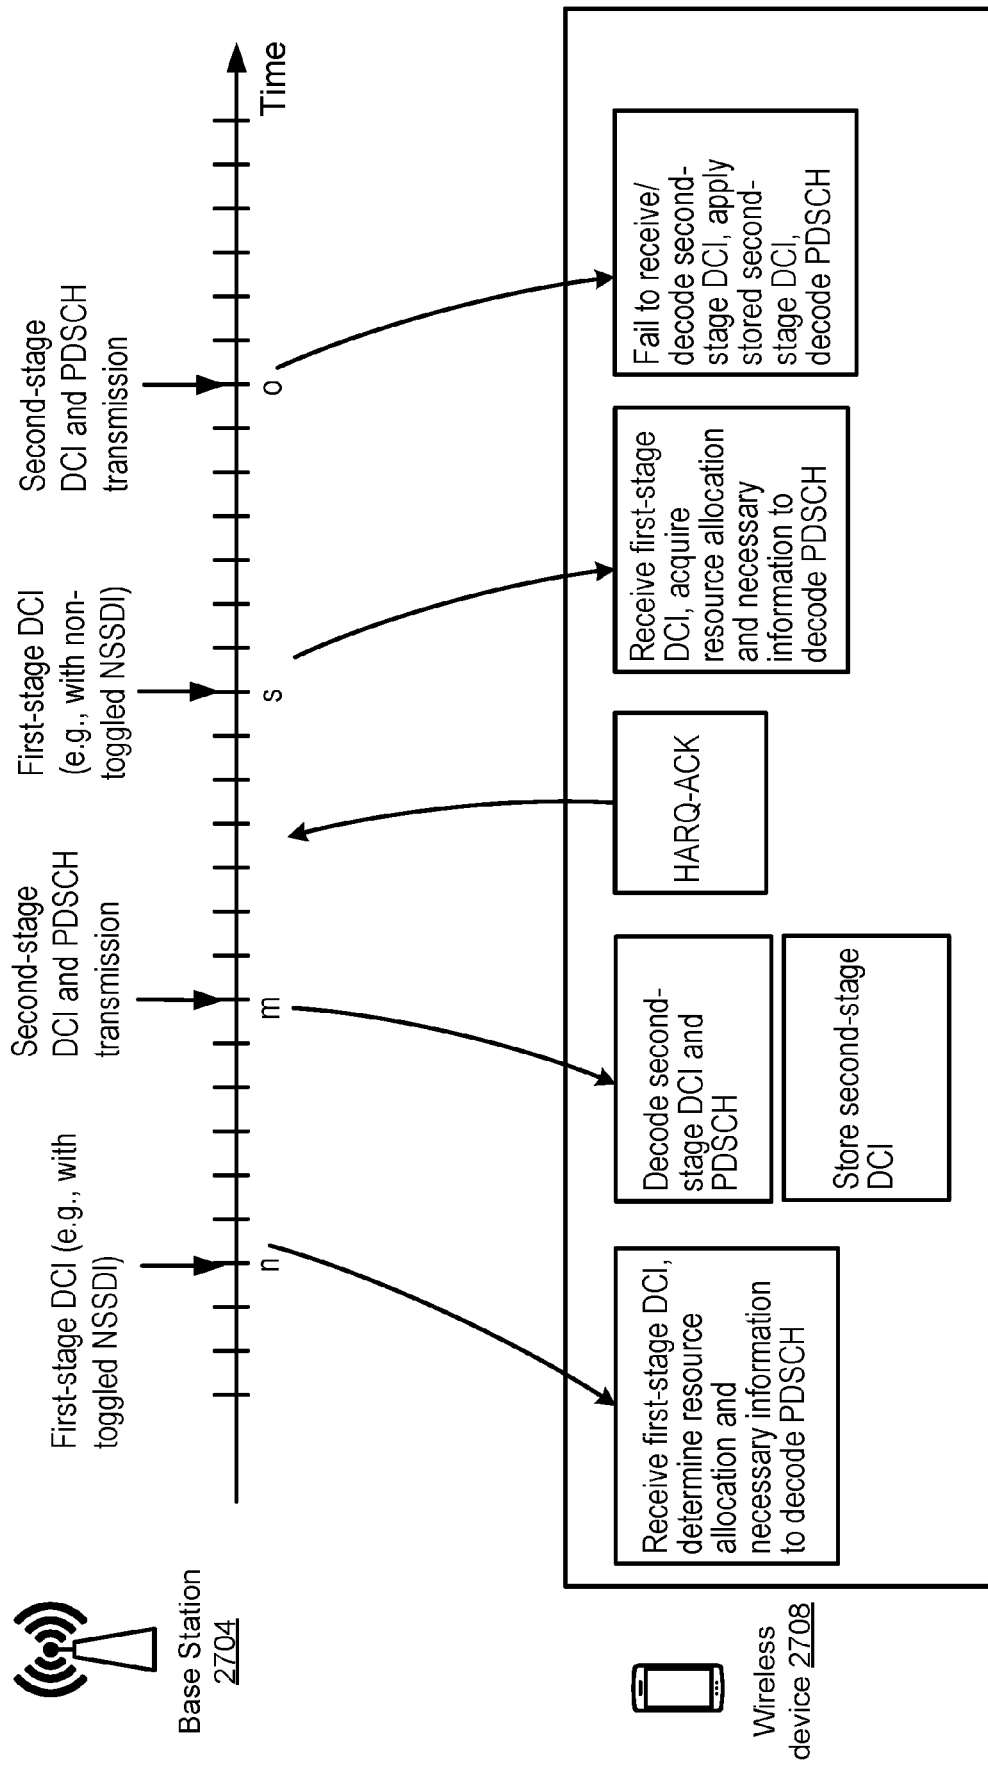 Base Station
2704
First-stage DCI (e.g., with
toggled NSSDI)
Second-stage
DCI and PDSCH
transmission
First-stage DCI
(e.g., with non-
toggled NSSDI)
Second-stage
DCI and PDSCH
transmission
n
m
s
o
Time
Wireless
device 2708
Receive first-stage DCI,
determine resource
allocation and
necessary information
to decode PDSCH
Decode second-
stage DCI and
PDSCH
Store second-stage
DCI
HARQ-ACK
Receive first-stage
DCI, acquire
resource allocation
and necessary
information to
decode PDSCH
Fail to receive/
decode second-
stage DCI, apply
stored second-
stage DCI,
decode PDSCH